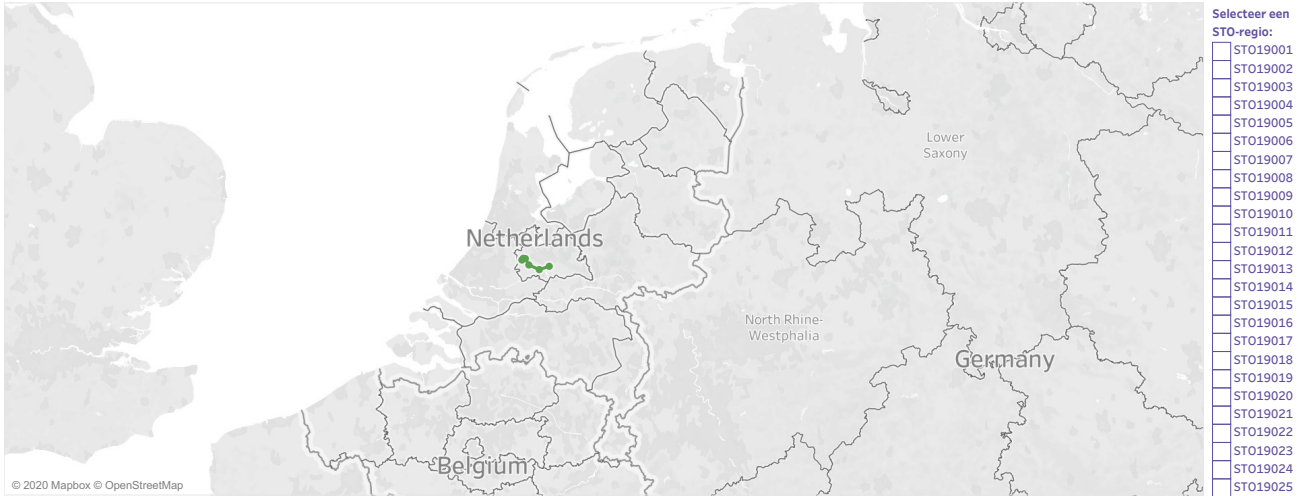 Selecteer een
STO-regio:
STO19001
STO19002
STO19003
STO19004
STO19005
STO19006
STO19007
STO19008
STO19009
STO19010
STO19011
STO19012
STO19013
STO19014
STO19015
STO19016
STO19017
STO19018
STO19019
STO19020
STO19021
STO19022
STO19023
STO19024
STO19025
Lower
Saxony
Netherlands
North Rhine-
Westphalia
Germany
Belgium
© 2020 Mapbox © OpenStreetMap